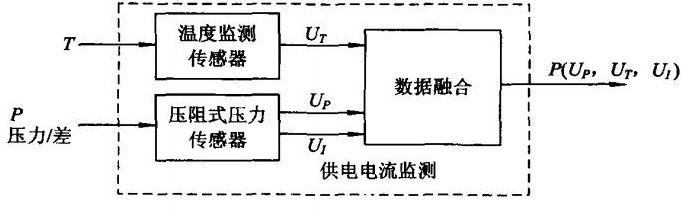 T
温度监测
传感器
U_T
数据融合
P(U_P, U_T, U_I)
P
压力/差
压阻式压力
传感器
U_P
U_I
供电电流监测